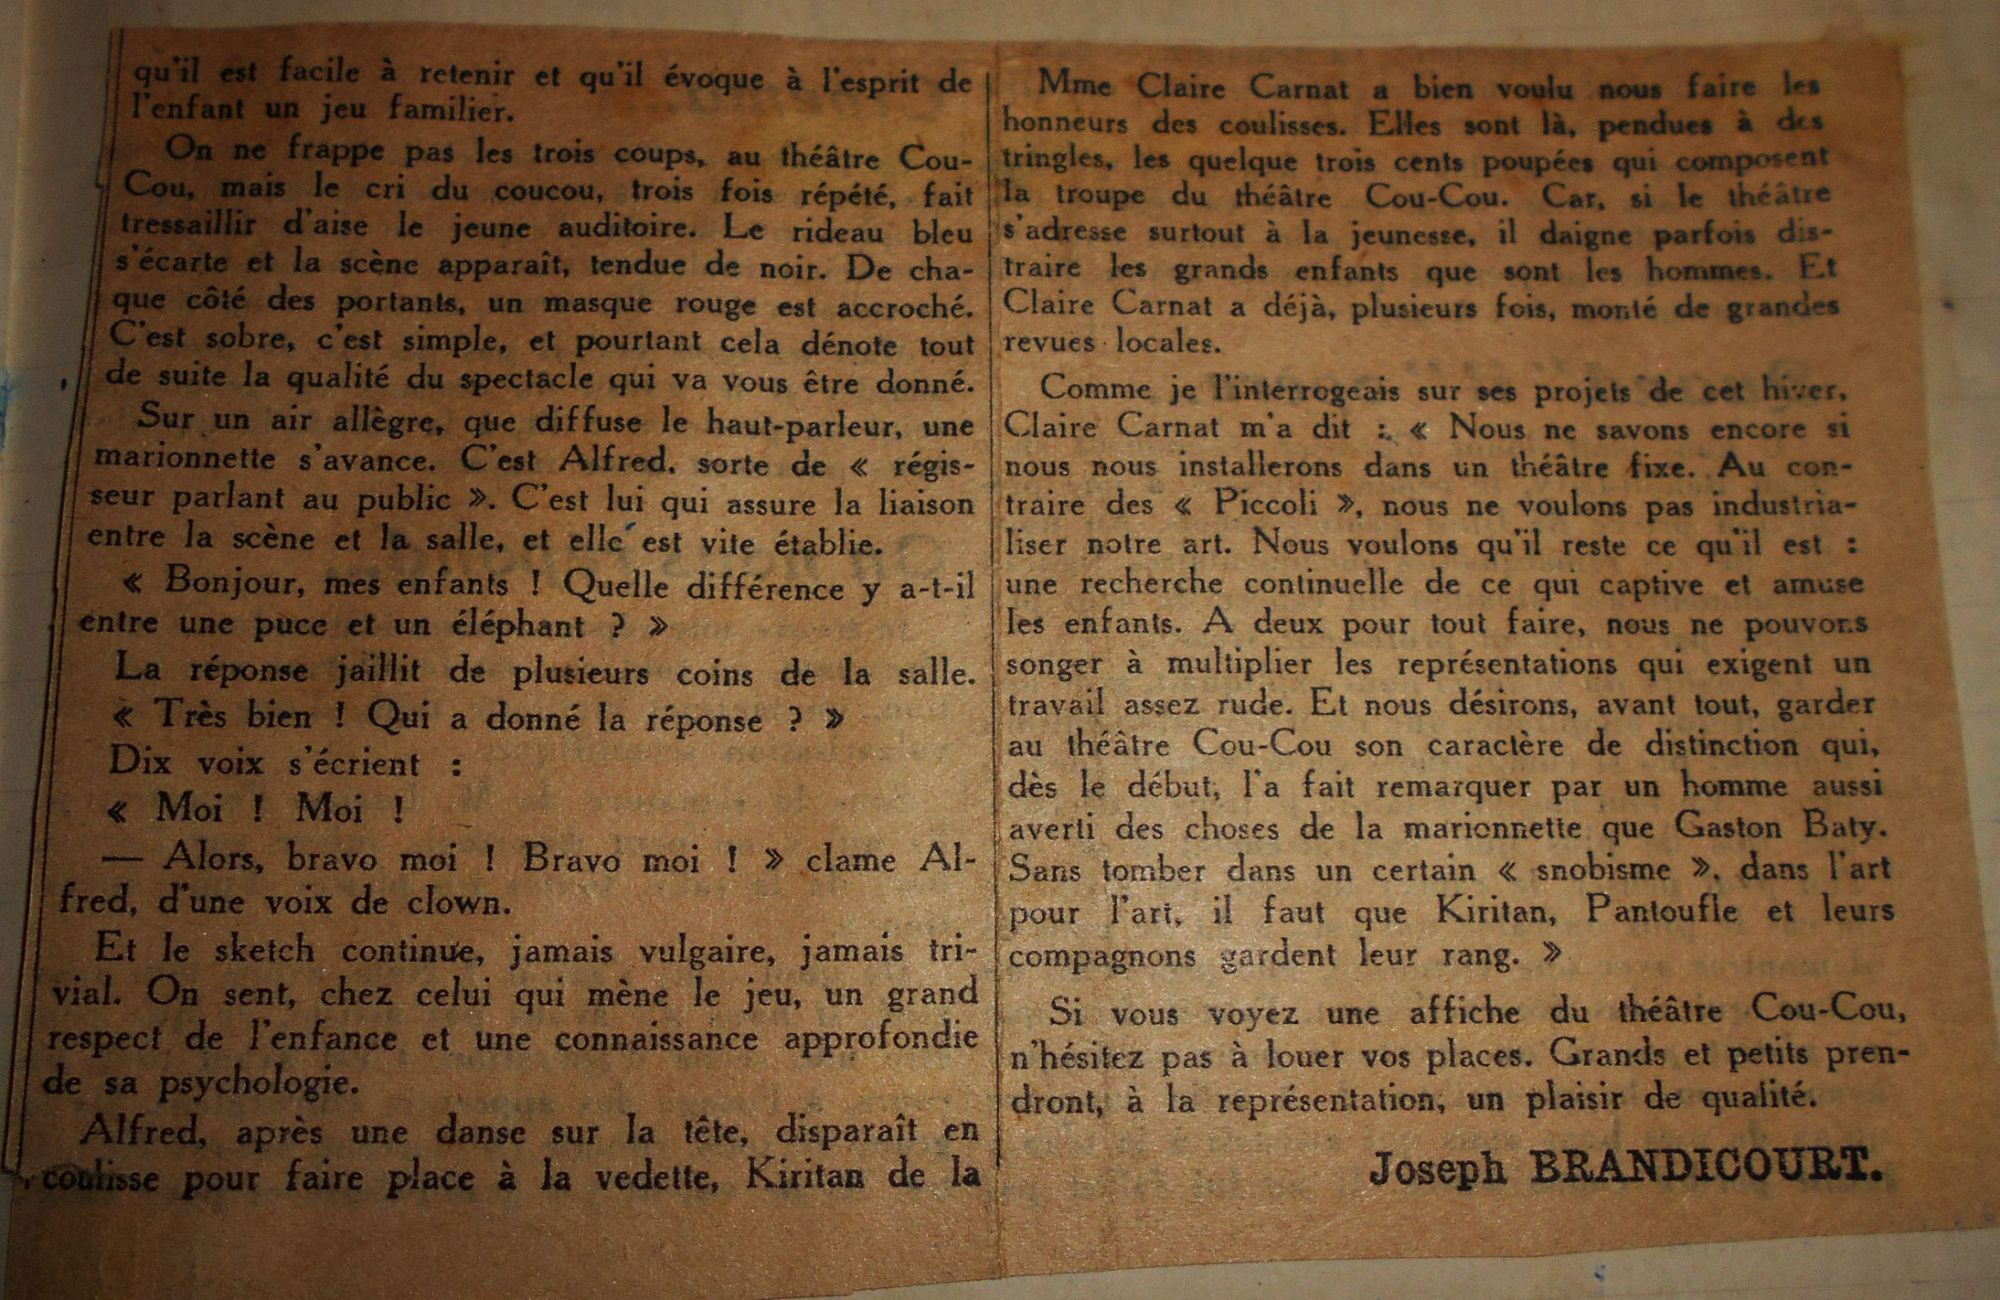 qu'il est facile à retenir et qu'il évoque à l'esprit de
l'enfant un jeu familier.
On ne frappe pas les trois coups, au théâtre Cou-
Cou, mais le cri du coucou, trois fois répété, fait
tressaillir d'aise le jeune auditoire. Le rideau bleu
s'écarte et la scène apparaît, tendue de noir. De cha-
que côté des portants, un masque rouge est accroché.
C'est sobre, c'est simple, et pourtant cela dénote tout
de suite la qualité du spectacle qui va vous être donné.
Sur un air allègre, que diffuse le haut-parleur, une
marionnette s'avance. C'est Alfred, sorte de « régis-
seur parlant au public ». C'est lui qui assure la liaison
entre la scène et la salle, et elle est vite établie.
« Bonjour, mes enfants ! Quelle différence y a-t-il
entre une puce et un éléphant ? »
La réponse jaillit de plusieurs coins de la salle.
« Très bien ! Qui a donné la réponse ? »
Dix voix s'écrient :
« Moi ! Moi !
— Alors, bravo moi ! Bravo moi ! » clame Al-
fred, d'une voix de clown.
Et le sketch continue, jamais vulgaire, jamais tri-
vial. On sent, chez celui qui mène le jeu, un grand
respect de l'enfance et une connaissance approfondie
de sa psychologie.
Alfred, après une danse sur la tête, disparaît en
coulisse pour faire place à la vedette, Kiritan de la
Mme Claire Carnat a bien voulu nous faire les
honneurs des coulisses. Elles sont là, pendues à des
tringles, les quelque trois cents poupées qui composent
la troupe du théâtre Cou-Cou. Car, si le théâtre
s'adresse surtout à la jeunesse, il daigne parfois dis-
traire les grands enfants que sont les hommes. Et
Claire Carnat a déjà, plusieurs fois, monté de grandes
revues locales.
Comme je l'interrogeais sur ses projets de cet hiver,
Claire Carnat m'a dit : « Nous ne savons encore si
nous nous installerons dans un théâtre fixe. Au con-
traire des « Piccoli », nous ne voulons pas industria-
liser notre art. Nous voulons qu'il reste ce qu'il est :
une recherche continuelle de ce qui captive et amuse
les enfants. A deux pour tout faire, nous ne pouvons
songer à multiplier les représentations qui exigent un
travail assez rude. Et nous désirons, avant tout, garder
au théâtre Cou-Cou son caractère de distinction qui,
dès le début, l'a fait remarquer par un homme aussi
averti des choses de la marionnette que Gaston Baty.
Sans tomber dans un certain « snobisme », dans l'art
pour l'art, il faut que Kiritan, Pantoufle et leurs
compagnons gardent leur rang. »
Si vous voyez une affiche du théâtre Cou-Cou,
n'hésitez pas à louer vos places. Grands et petits pren-
dront, à la représentation, un plaisir de qualité.
Joseph BRANDICOURT.